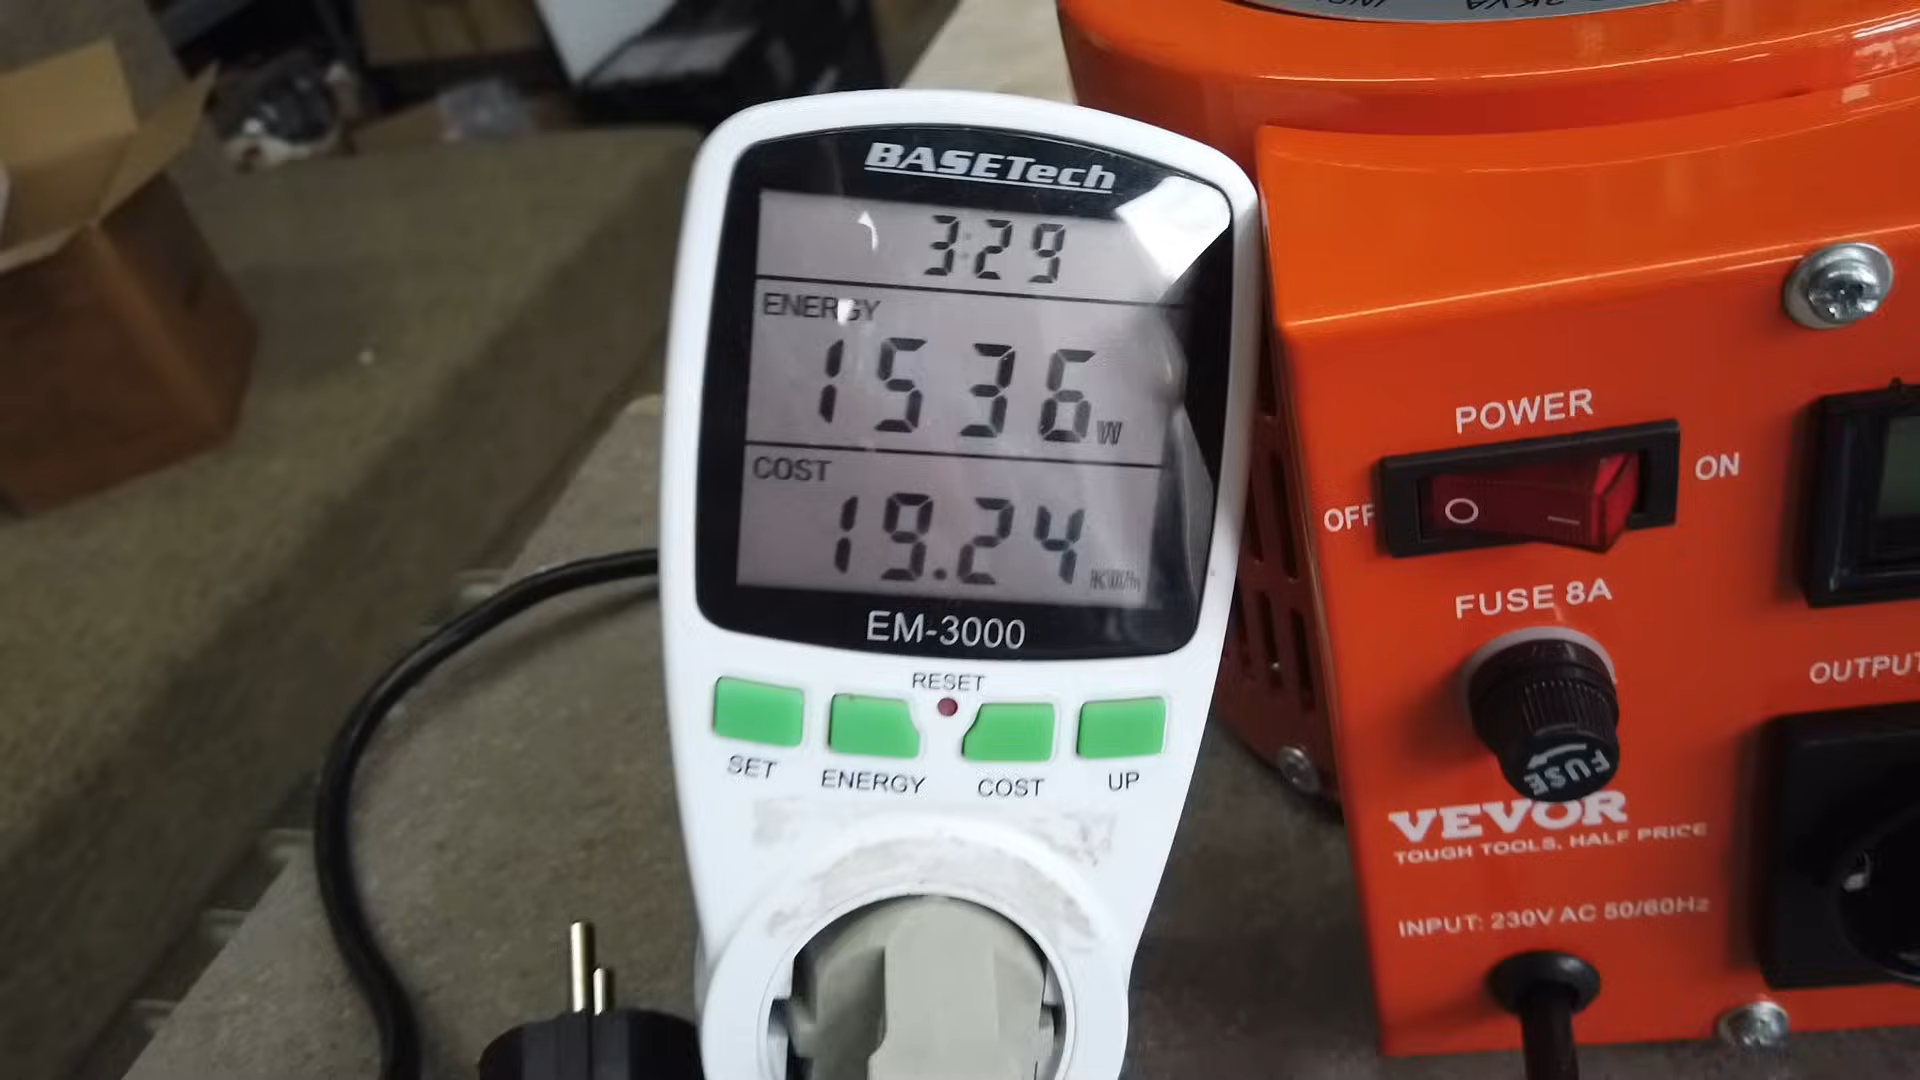 BASETech
3:29
ENERGY
1536 W
COST
19.24
EM-3000
RESET
SET
ENERGY
COST
UP
POWER
OFF
ON
FUSE 8A
FUSE
OUTPUT
VEVOR
TOUGH TOOLS, HALF PRICE
INPUT: 230V AC 50/60Hz